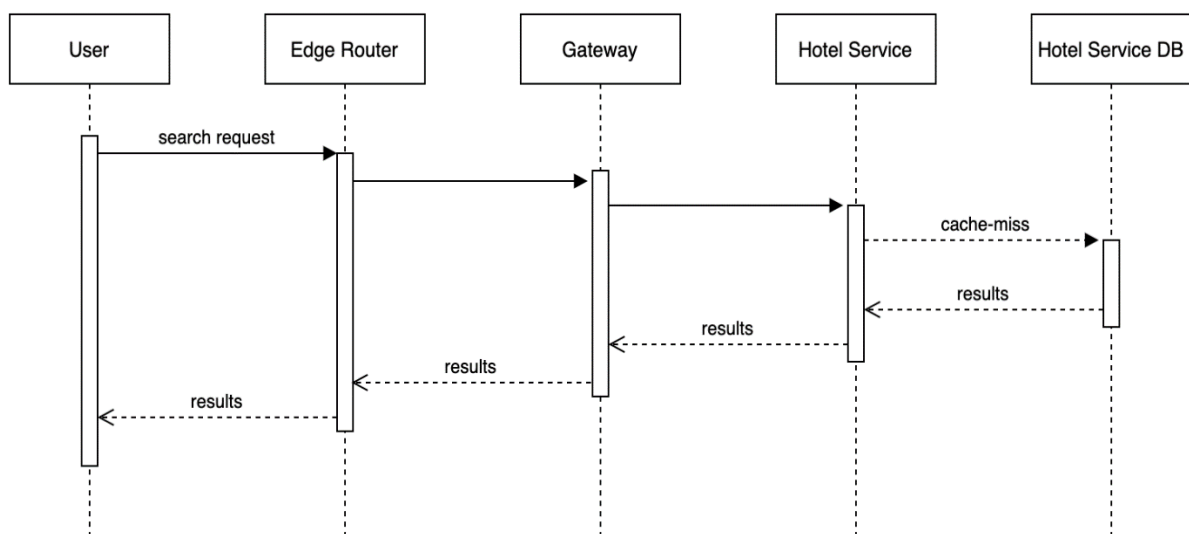 User
Edge Router
Gateway
Hotel Service
Hotel Service DB
search request
cache-miss
results
results
results
results